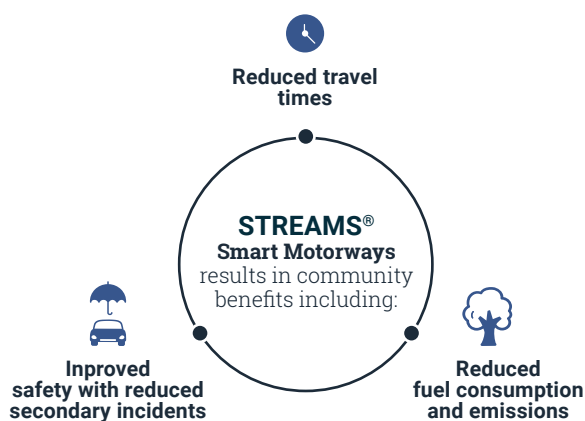 Reduced travel
times
STREAMS®
Smart Motorways
results in community
benefits including:
Inproved
safety with reduced
secondary incidents
Reduced
fuel consumption
and emissions